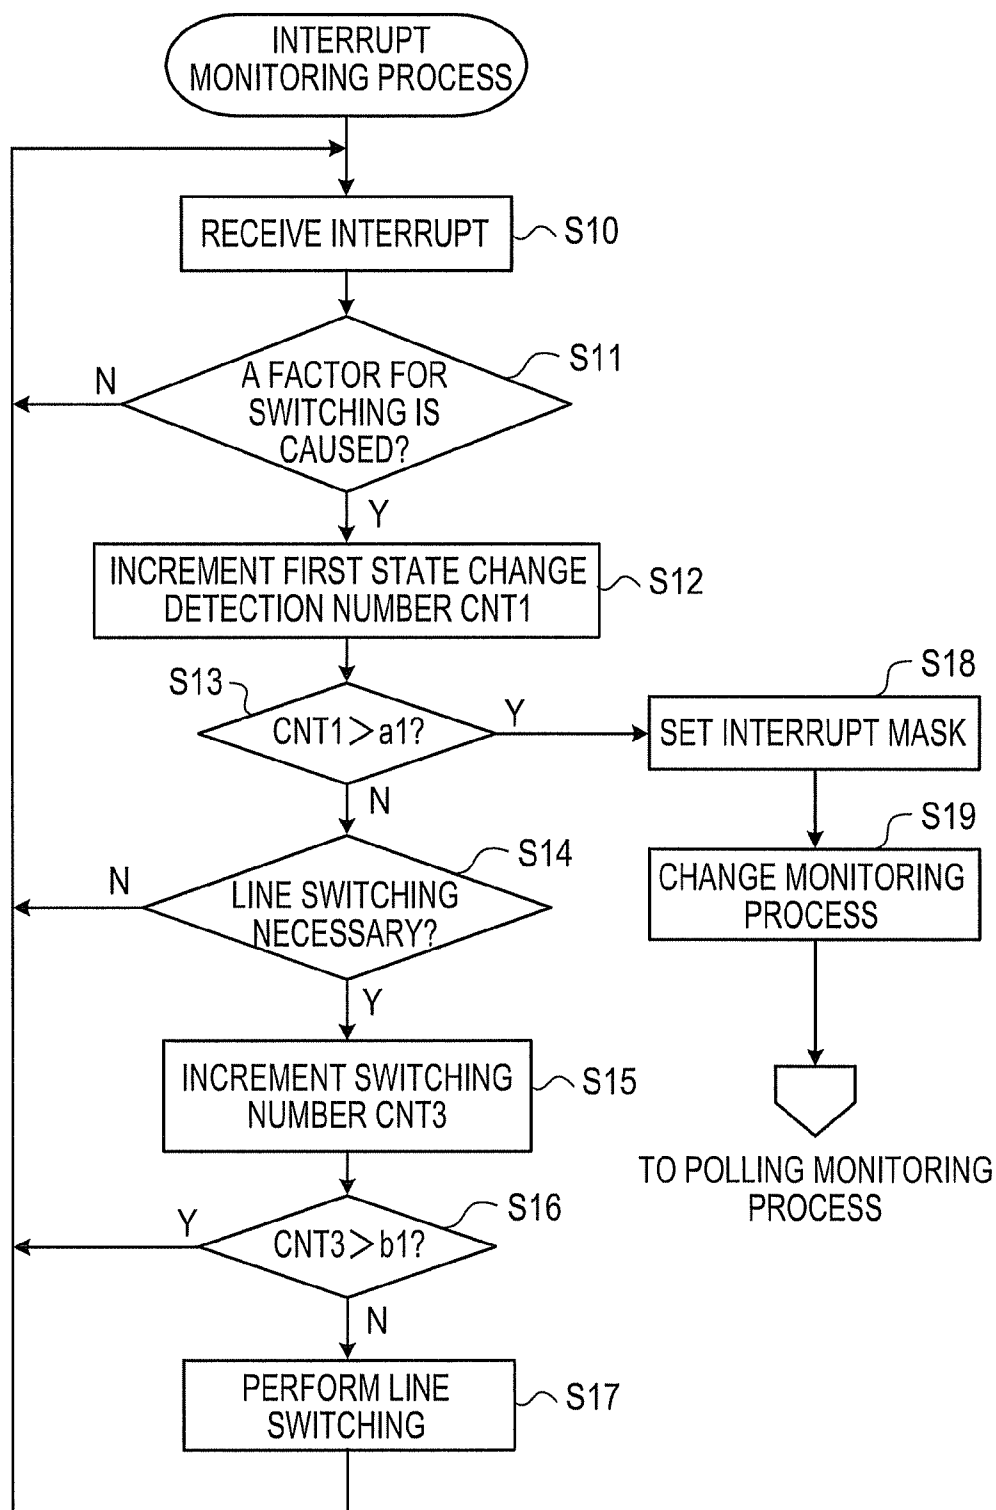 INTERRUPT
MONITORING PROCESS
RECEIVE INTERRUPT
S10
A FACTOR FOR
SWITCHING IS
CAUSED?
S11
N
Y
INCREMENT FIRST STATE CHANGE
DETECTION NUMBER CNT1
S12
S13
CNT1>a1?
Y
N
S18
SET INTERRUPT MASK
S19
CHANGE MONITORING
PROCESS
TO POLLING MONITORING
PROCESS
S14
LINE SWITCHING
NECESSARY?
N
Y
INCREMENT SWITCHING
NUMBER CNT3
S15
S16
CNT3>b1?
Y
N
PERFORM LINE
SWITCHING
S17